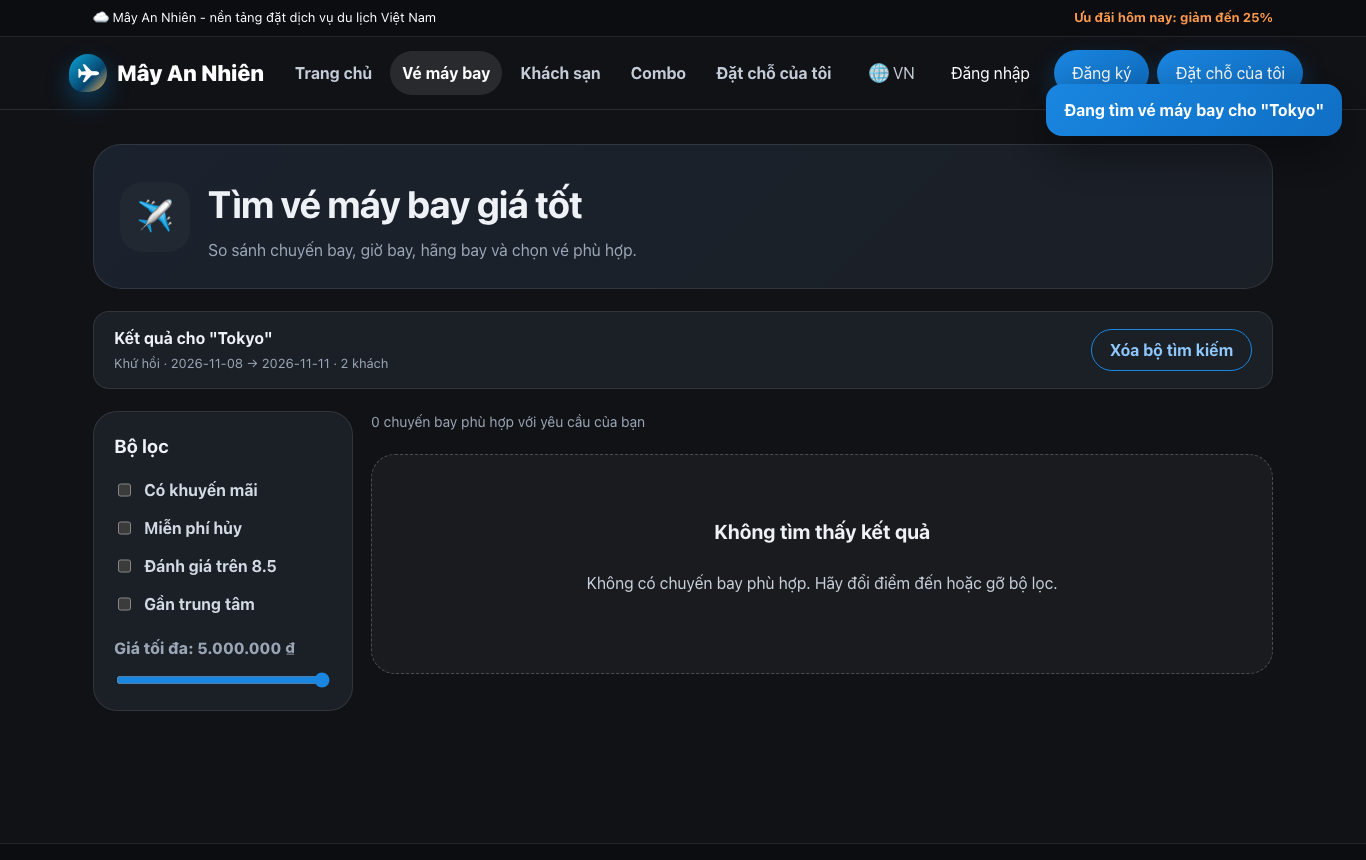 Mây An Nhiên - nền tảng đặt dịch vụ du lịch Việt Nam
Ưu đãi hôm nay: giảm đến 25%
Mây An Nhiên
Trang chủ
Vé máy bay
Khách sạn
Combo
Đặt chỗ của tôi
VN
Đăng nhập
Đăng ký
Đặt chỗ của tôi
Đang tìm vé máy bay cho "Tokyo"
Tìm vé máy bay giá tốt
So sánh chuyến bay, giờ bay, hãng bay và chọn vé phù hợp.
Kết quả cho "Tokyo"
Khứ hồi · 2026-11-08 → 2026-11-11 · 2 khách
Xóa bộ tìm kiếm
Bộ lọc
Có khuyến mãi
Miễn phí hủy
Đánh giá trên 8.5
Gần trung tâm
Giá tối đa: 5.000.000 ₫
0 chuyến bay phù hợp với yêu cầu của bạn
Không tìm thấy kết quả
Không có chuyến bay phù hợp. Hãy đổi điểm đến hoặc gỡ bộ lọc.